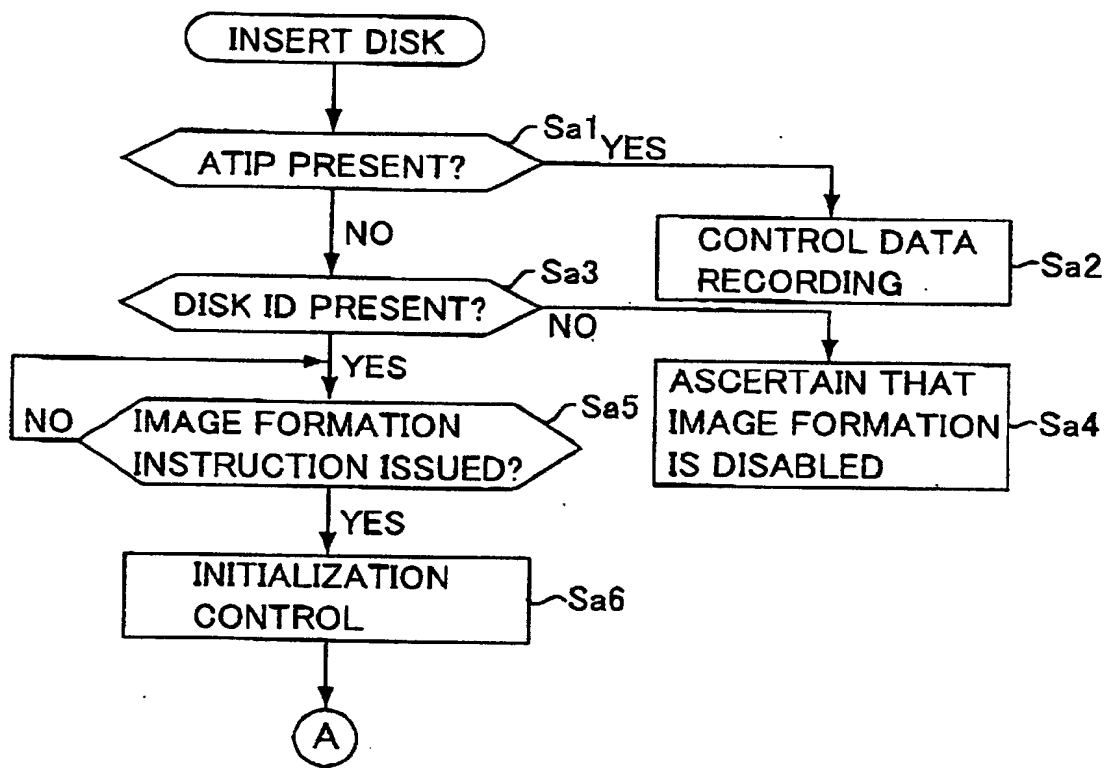 INSERT DISK
Sa1
ATIP PRESENT?
YES
NO
CONTROL DATA
RECORDING
Sa2
Sa3
DISK ID PRESENT?
NO
YES
ASCERTAIN THAT
IMAGE FORMATION
IS DISABLED
Sa4
NO
IMAGE FORMATION
INSTRUCTION ISSUED?
Sa5
YES
INITIALIZATION
CONTROL
Sa6
A